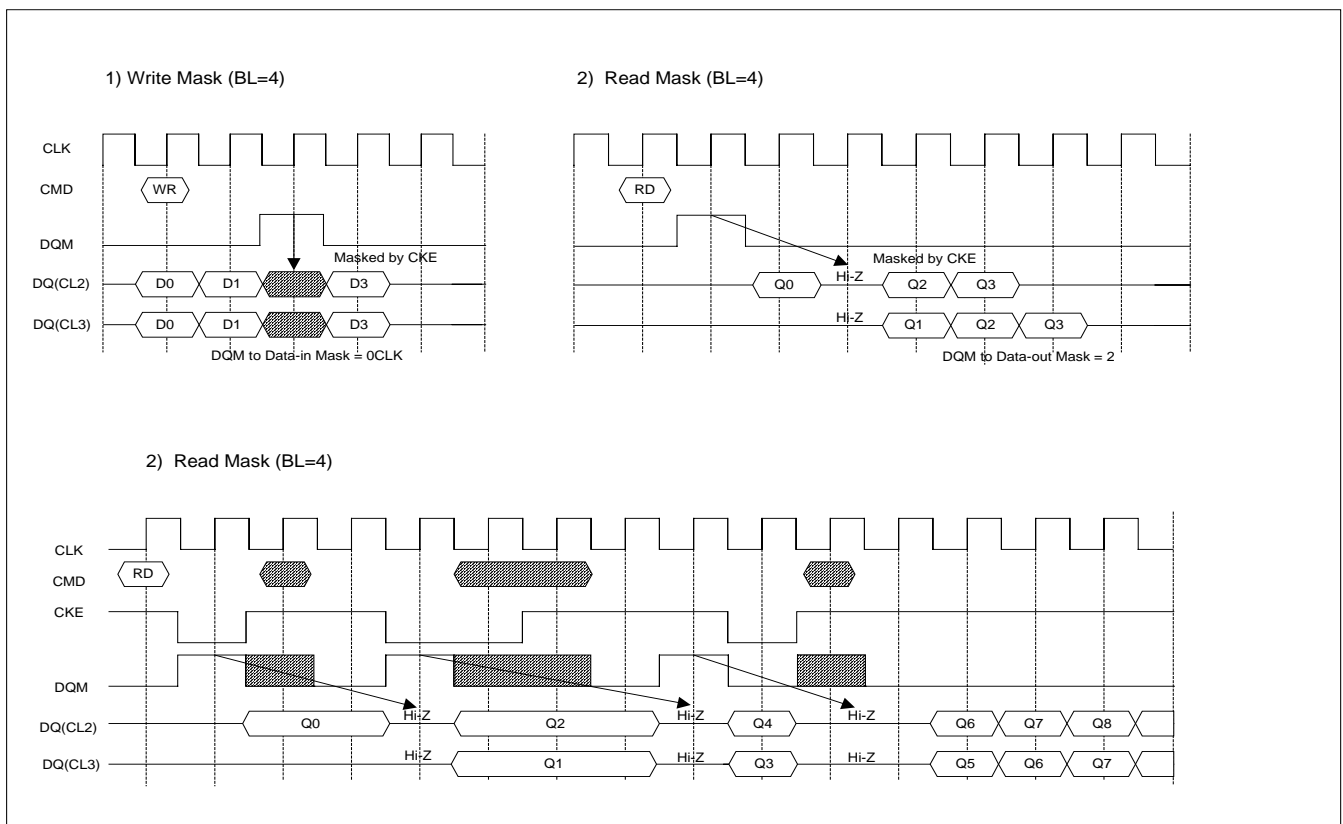 1) Write Mask (BL=4)
2) Read Mask (BL=4)
CLK
CMD
WR
RD
DQM
Masked by CKE
Masked by CKE
DQ(CL2)
D0 D1 D3
Q0 Hi-Z Q2 Q3
DQ(CL3)
D0 D1 D3
Hi-Z Q1 Q2 Q3
DQM to Data-in Mask = 0CLK
DQM to Data-out Mask = 2
2) Read Mask (BL=4)
CLK
CMD
RD
CKE
DQM
DQ(CL2)
Q0 Hi-Z Q2 Hi-Z Q4 Hi-Z Q6 Q7 Q8
DQ(CL3)
Hi-Z Q1 Hi-Z Q3 Hi-Z Q5 Q6 Q7